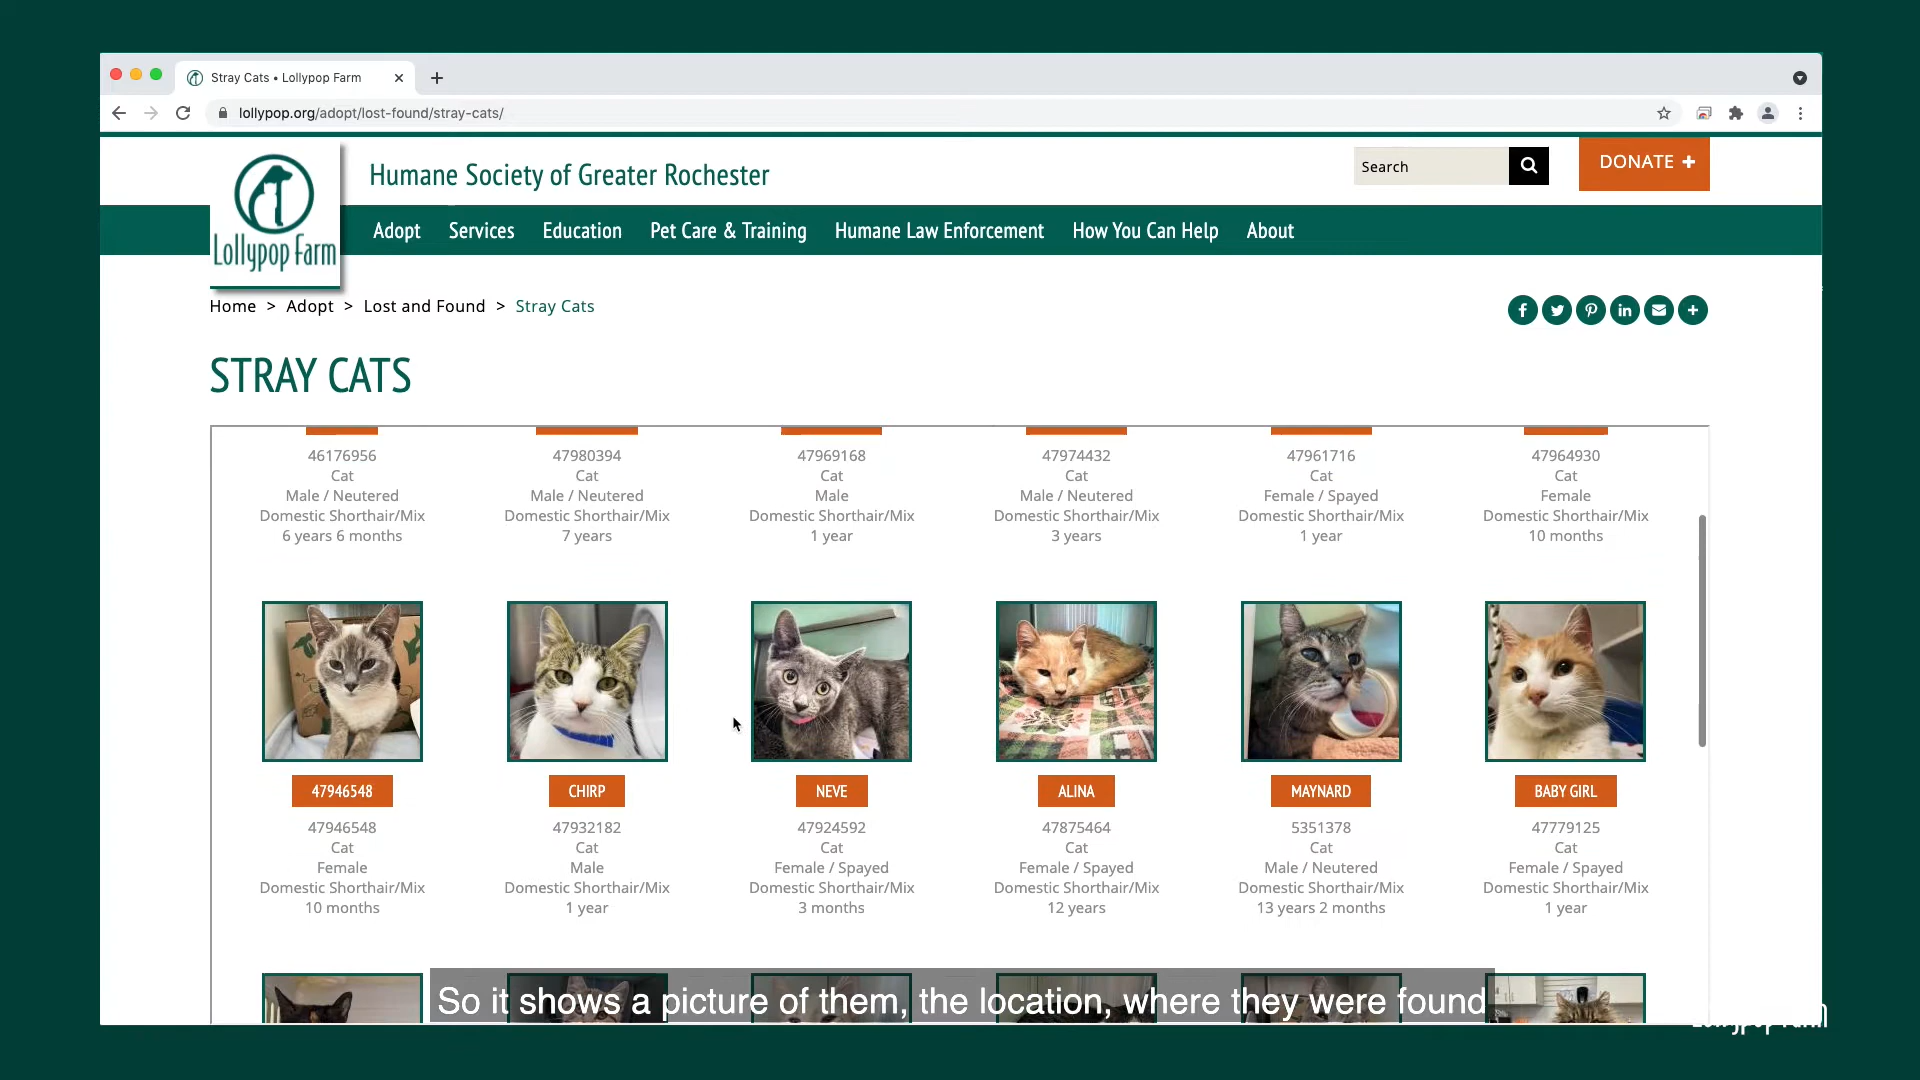 Stray Cats • Lollypop Farm
lollypop.org/adopt/lost-found/stray-cats/
Lollypop Farm
Humane Society of Greater Rochester
Search
DONATE +
Adopt Services Education Pet Care & Training Humane Law Enforcement How You Can Help About
Home > Adopt > Lost and Found > Stray Cats
STRAY CATS
46176956
Cat
Male / Neutered
Domestic Shorthair/Mix
6 years 6 months
47980394
Cat
Male / Neutered
Domestic Shorthair/Mix
7 years
47969168
Cat
Male
Domestic Shorthair/Mix
1 year
47974432
Cat
Male / Neutered
Domestic Shorthair/Mix
3 years
47961716
Cat
Female / Spayed
Domestic Shorthair/Mix
1 year
47964930
Cat
Female
Domestic Shorthair/Mix
10 months
47946548
47946548
Cat
Female
Domestic Shorthair/Mix
10 months
CHIRP
47932182
Cat
Male
Domestic Shorthair/Mix
1 year
NEVE
47924592
Cat
Female / Spayed
Domestic Shorthair/Mix
3 months
ALINA
47875464
Cat
Female / Spayed
Domestic Shorthair/Mix
12 years
MAYNARD
5351378
Cat
Male / Neutered
Domestic Shorthair/Mix
13 years 2 months
BABY GIRL
47779125
Cat
Female / Spayed
Domestic Shorthair/Mix
1 year
So it shows a picture of them, the location, where they were found
Lollypop Farm